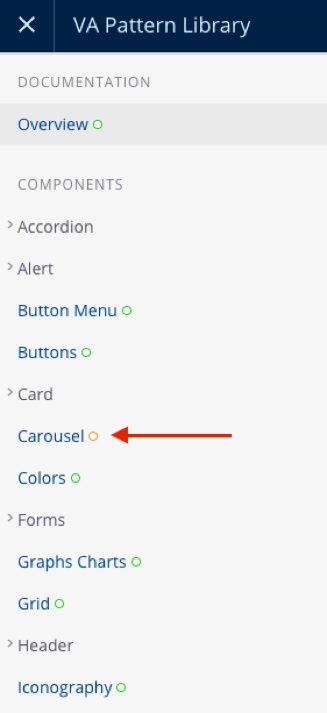 VA Pattern Library
DOCUMENTATION
Overview
COMPONENTS
Accordion
Alert
Button Menu
Buttons
Card
Carousel
Colors
Forms
Graphs Charts
Grid
Header
Iconography